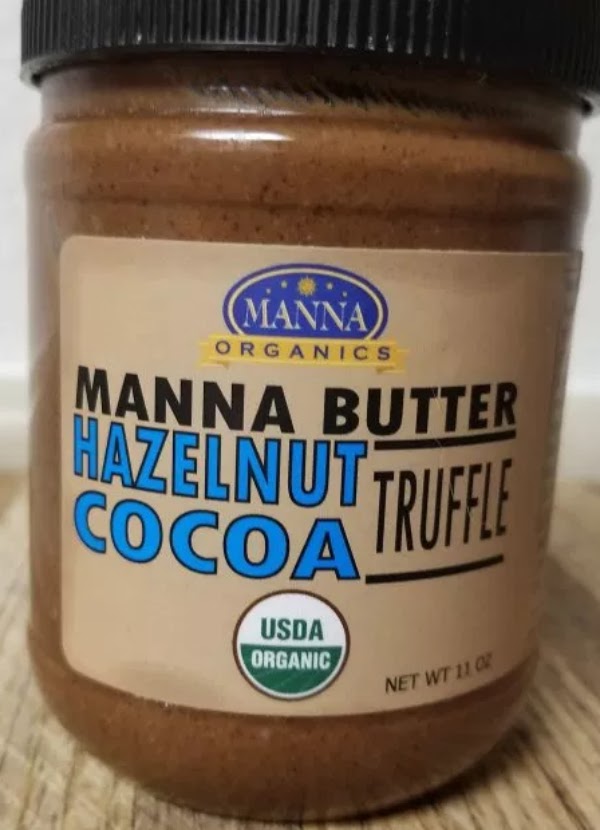 MANNA
ORGANICS
MANNA BUTTER
HAZELNUT
COCOA
TRUFFLE
USDA
ORGANIC
NET WT 11 OZ